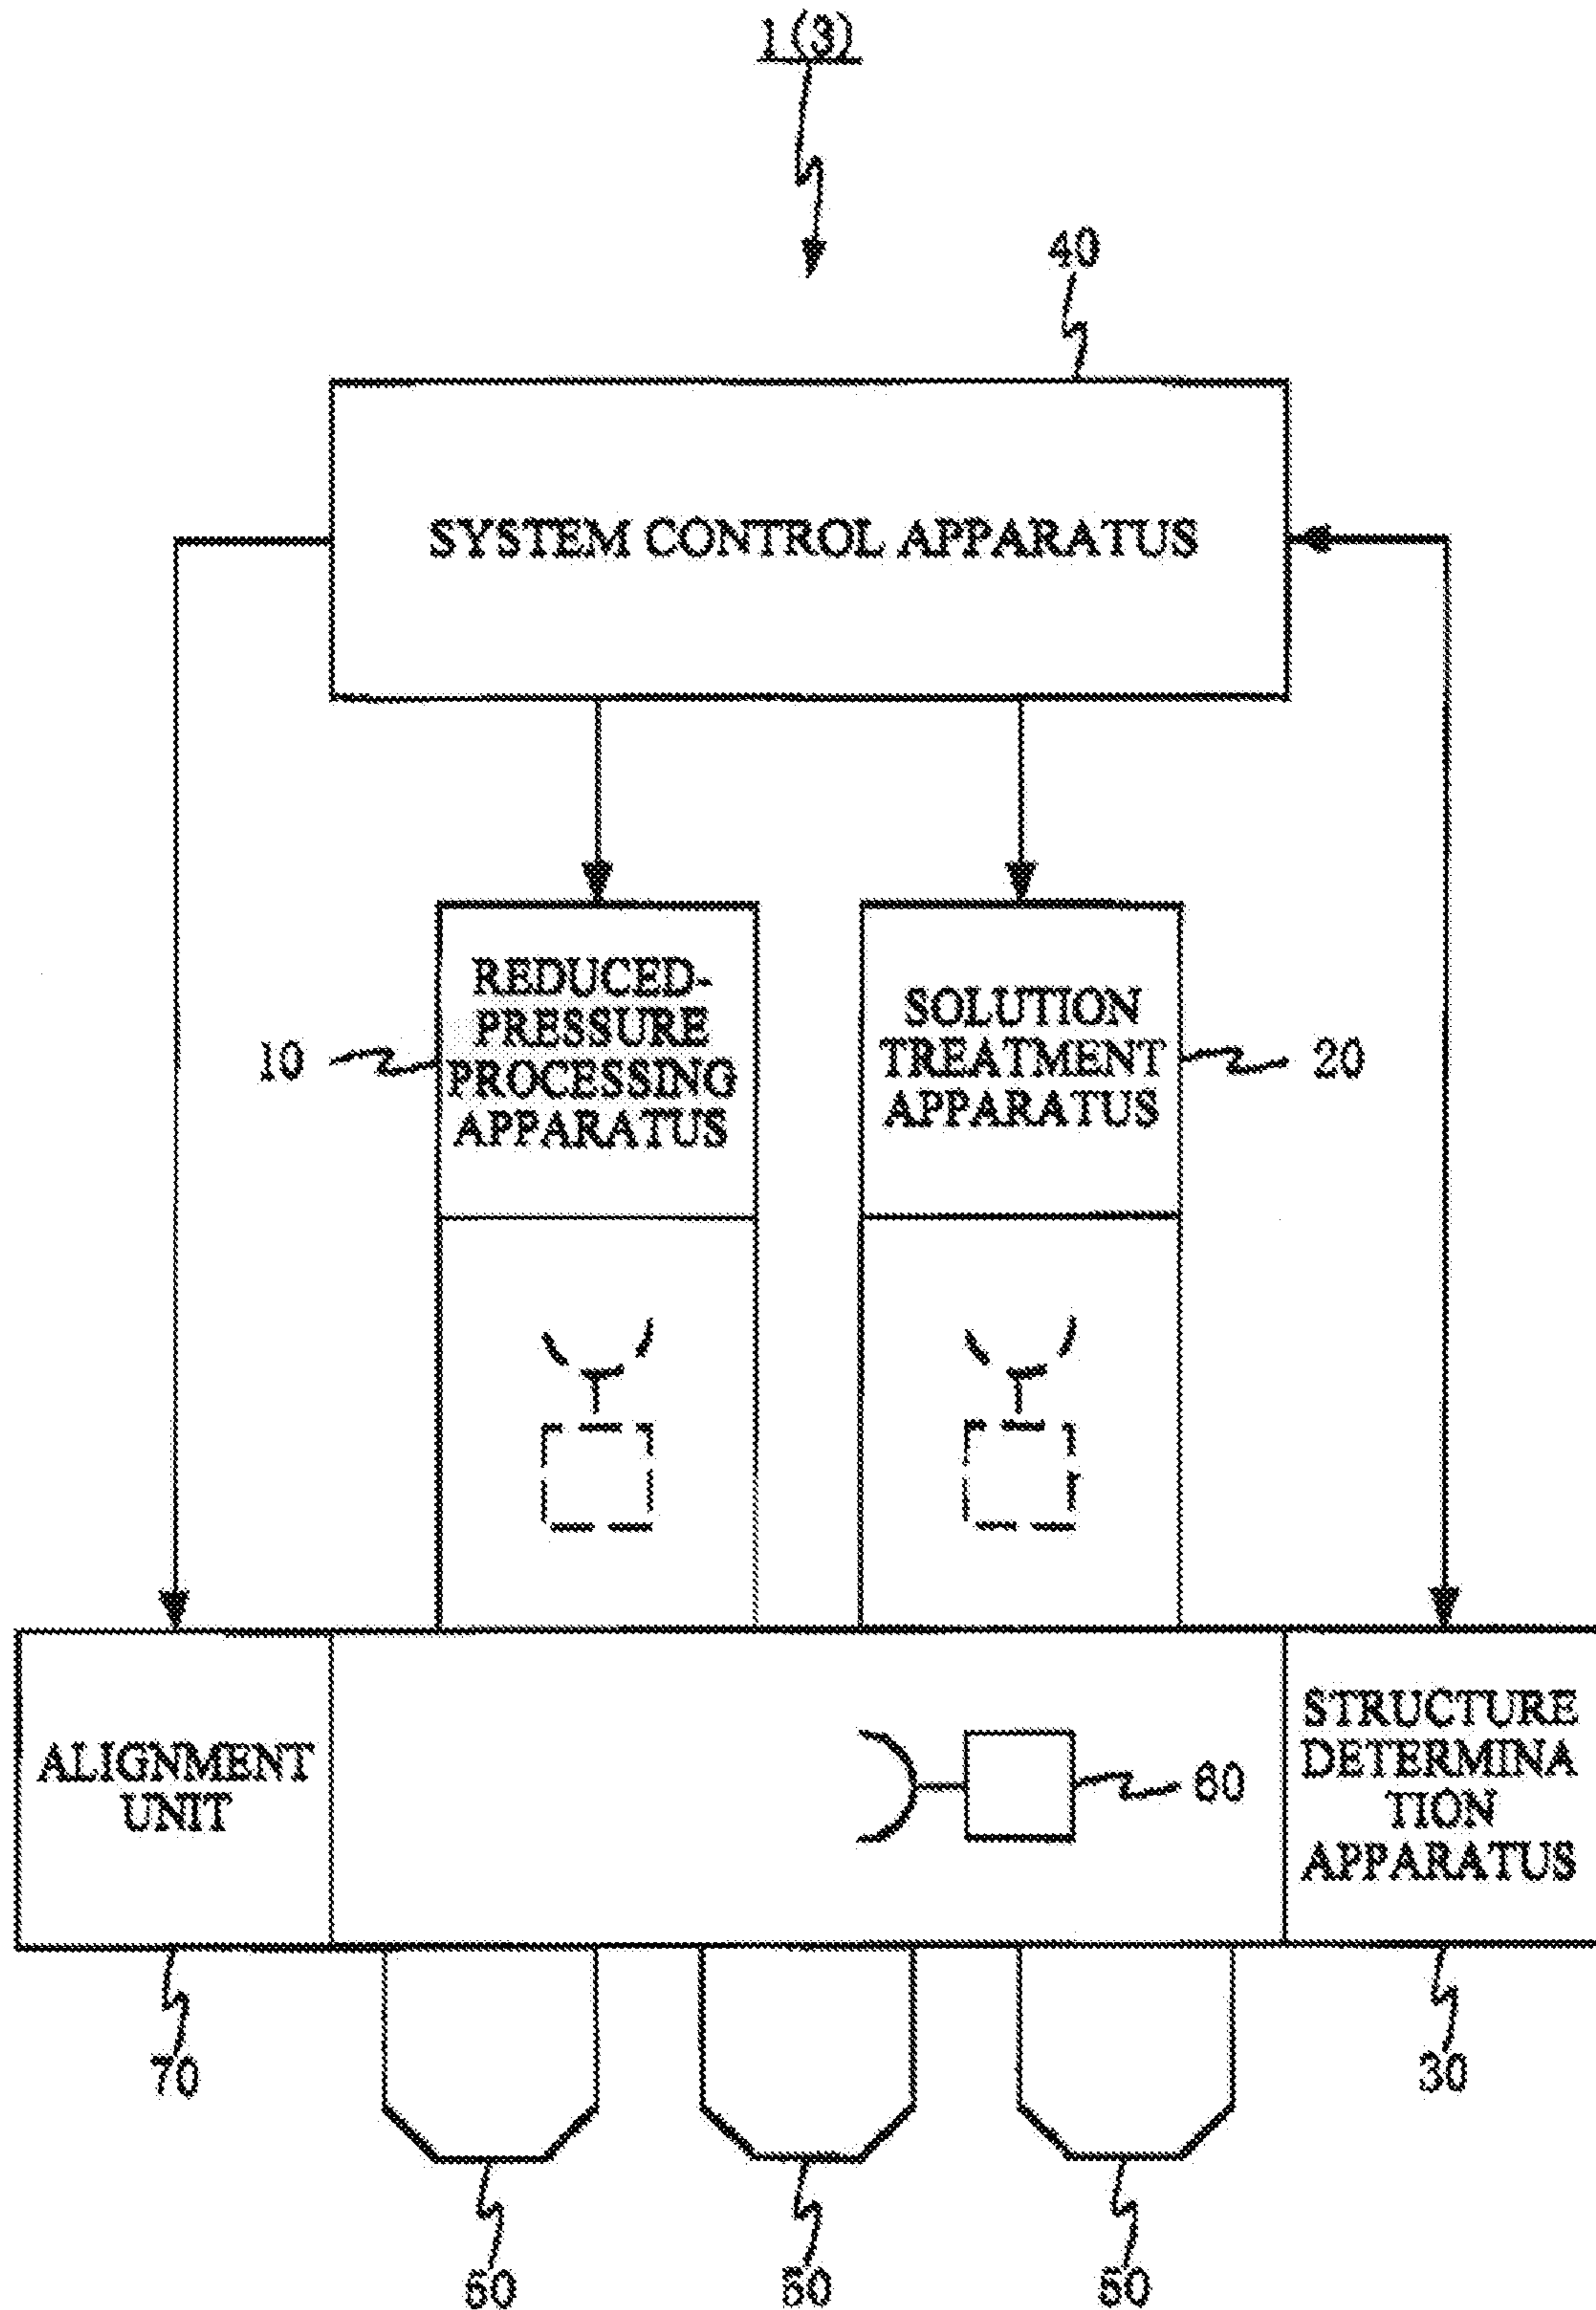 1(3)
40
SYSTEM CONTROL APPARATUS
REDUCED-
PRESSURE
PROCESSING
APPARATUS
10
SOLUTION
TREATMENT
APPARATUS
20
ALIGNMENT
UNIT
60
STRUCTURE
DETERMINA
TION
APPARATUS
70
30
50
50
50